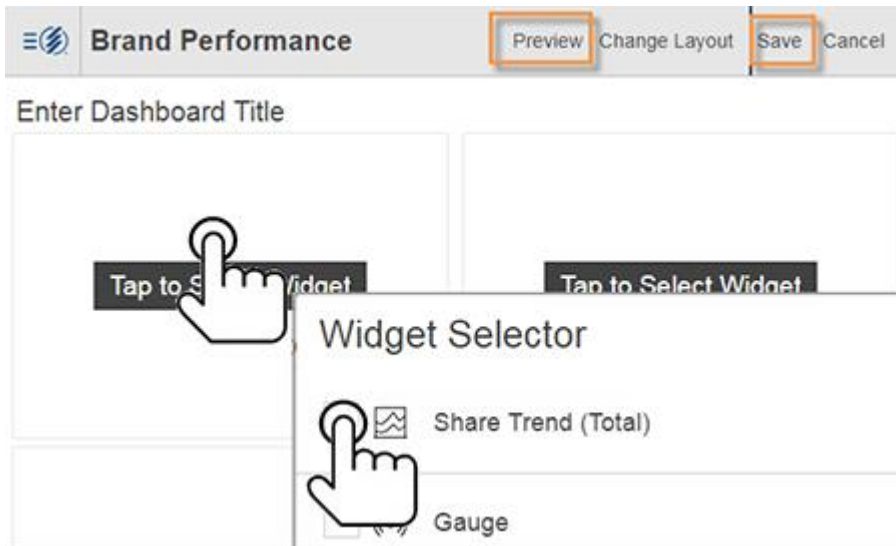 Brand Performance Preview Change Layout Save Cancel
Enter Dashboard Title
Tap to S Widget Tap to Select Widget
Widget Selector
Share Trend (Total)
Gauge